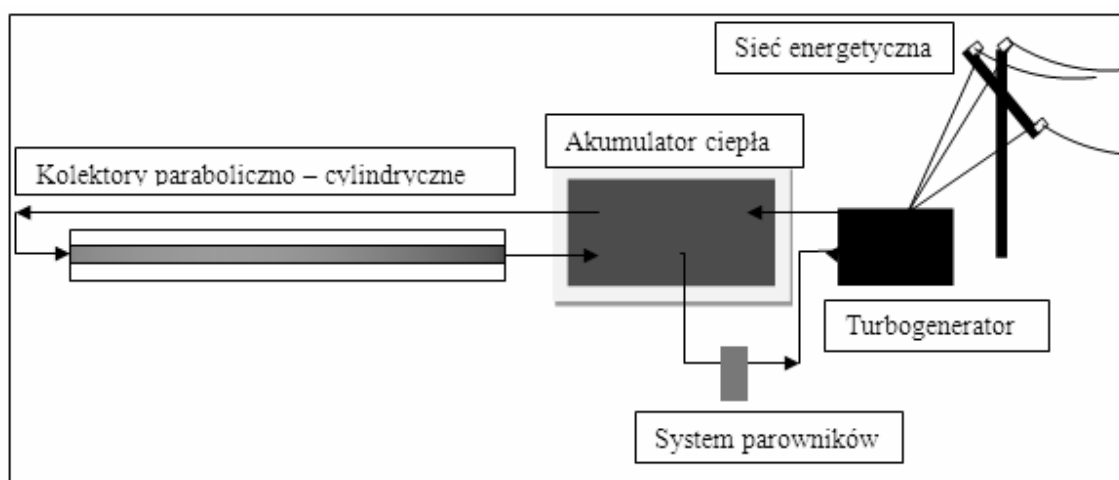 Sieć energetyczna
Akumulator ciepła
Kolektory paraboliczno – cylindryczne
Turbogenerator
System parowników